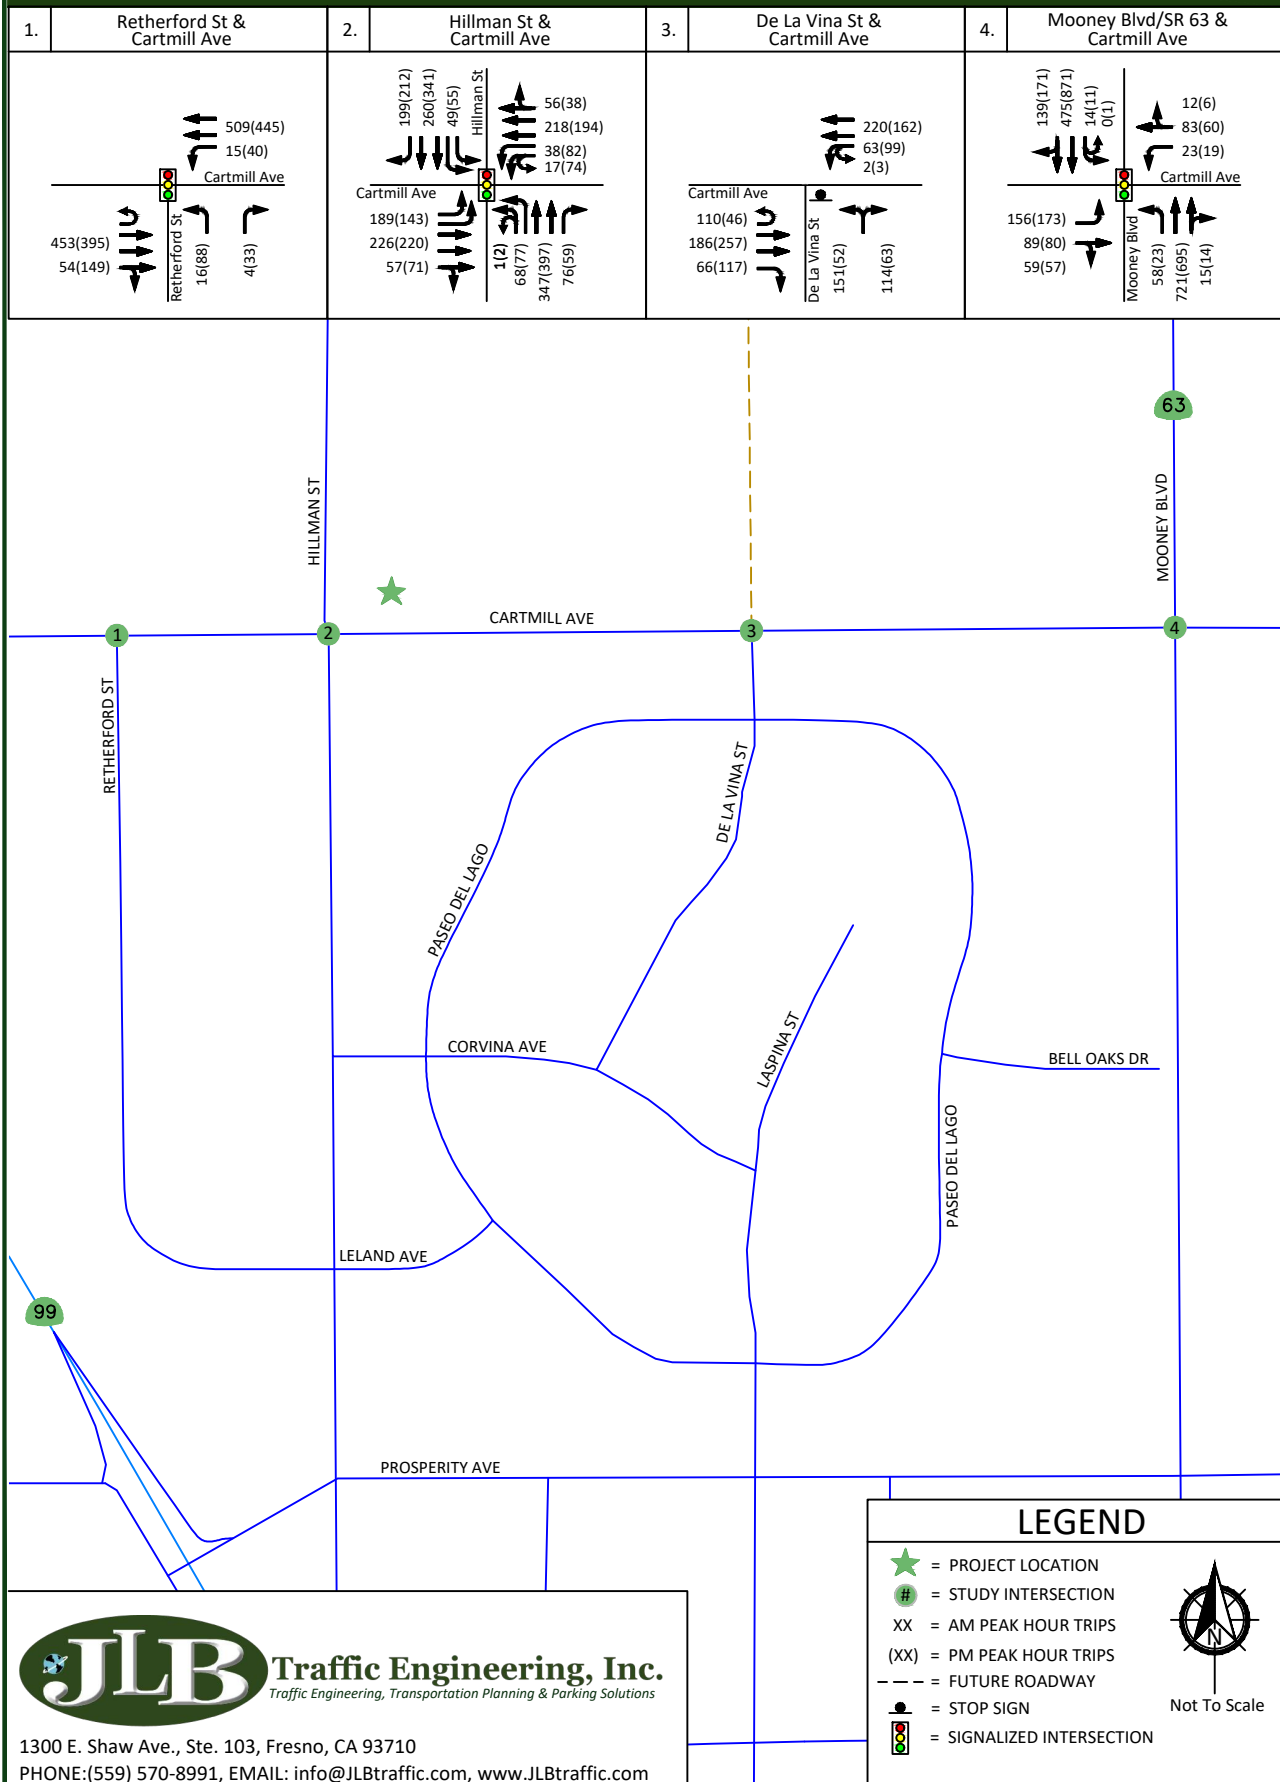 1.
Retherford St &
Cartmill Ave
2.
Hillman St &
Cartmill Ave
3.
De La Vina St &
Cartmill Ave
4.
Mooney Blvd/SR 63 &
Cartmill Ave
509(445)
15(40)
Cartmill Ave
453(395)
54(149)
Retherford St
16(88)
4(33)
199(212)
260(341)
49(55)
Hillman St
56(38)
218(194)
38(82)
17(74)
Cartmill Ave
189(143)
226(220)
57(71)
1(2)
68(77)
347(397)
76(59)
220(162)
63(99)
2(3)
Cartmill Ave
110(46)
186(257)
66(117)
De La Vina St
151(52)
114(63)
139(171)
475(871)
14(11)
0(1)
12(6)
83(60)
23(19)
Cartmill Ave
156(173)
89(80)
59(57)
Mooney Blvd
58(23)
721(695)
15(14)
63
HILLMAN ST
MOONEY BLVD
CARTMILL AVE
1
2
3
4
RETHERFORD ST
DE LA VINA ST
PASEO DEL LAGO
CORVINA AVE
LASPINA ST
BELL OAKS DR
PASEO DEL LAGO
LELAND AVE
99
PROSPERITY AVE
LEGEND
= PROJECT LOCATION
# = STUDY INTERSECTION
XX = AM PEAK HOUR TRIPS
(XX) = PM PEAK HOUR TRIPS
= FUTURE ROADWAY
= STOP SIGN
= SIGNALIZED INTERSECTION
N
Not To Scale
JLB
Traffic Engineering, Inc.
Traffic Engineering, Transportation Planning & Parking Solutions
1300 E. Shaw Ave., Ste. 103, Fresno, CA 93710
PHONE:(559) 570-8991, EMAIL: info@JLBtraffic.com, www.JLBtraffic.com